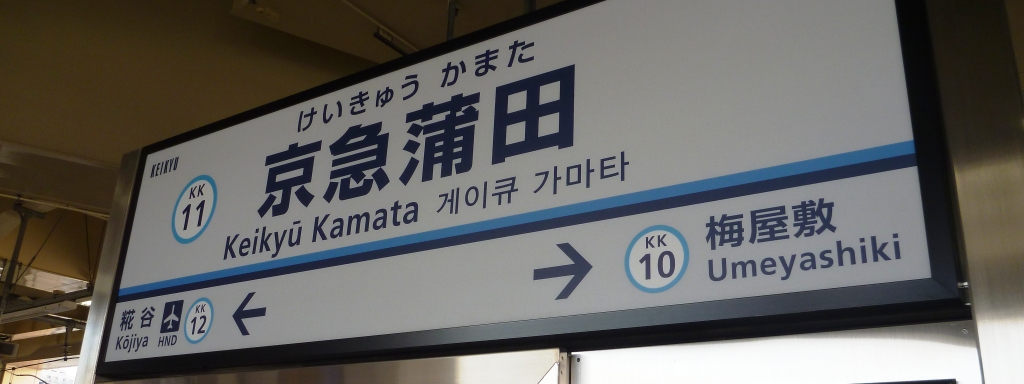 KEIKYU
KK
11
けいきゅう かまた
京急蒲田
Keikyū Kamata 게이큐 가마타
糀谷
Kōjiya
HND
KK
12
←
→
KK
10
梅屋敷
Umeyashiki